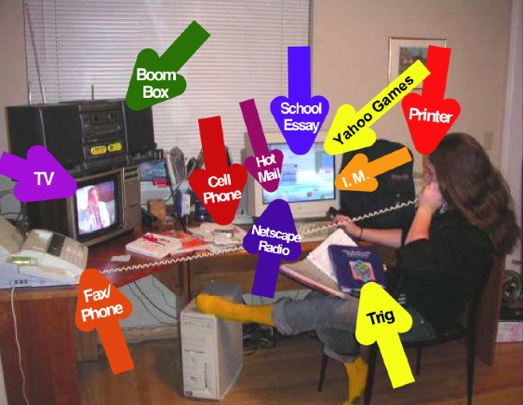 Boom
Box
School
Essay
Yahoo Games
Printer
TV
Cell
Phone
Hot
Mail
I. M.
Netscape
Radio
Fax/
Phone
Trig